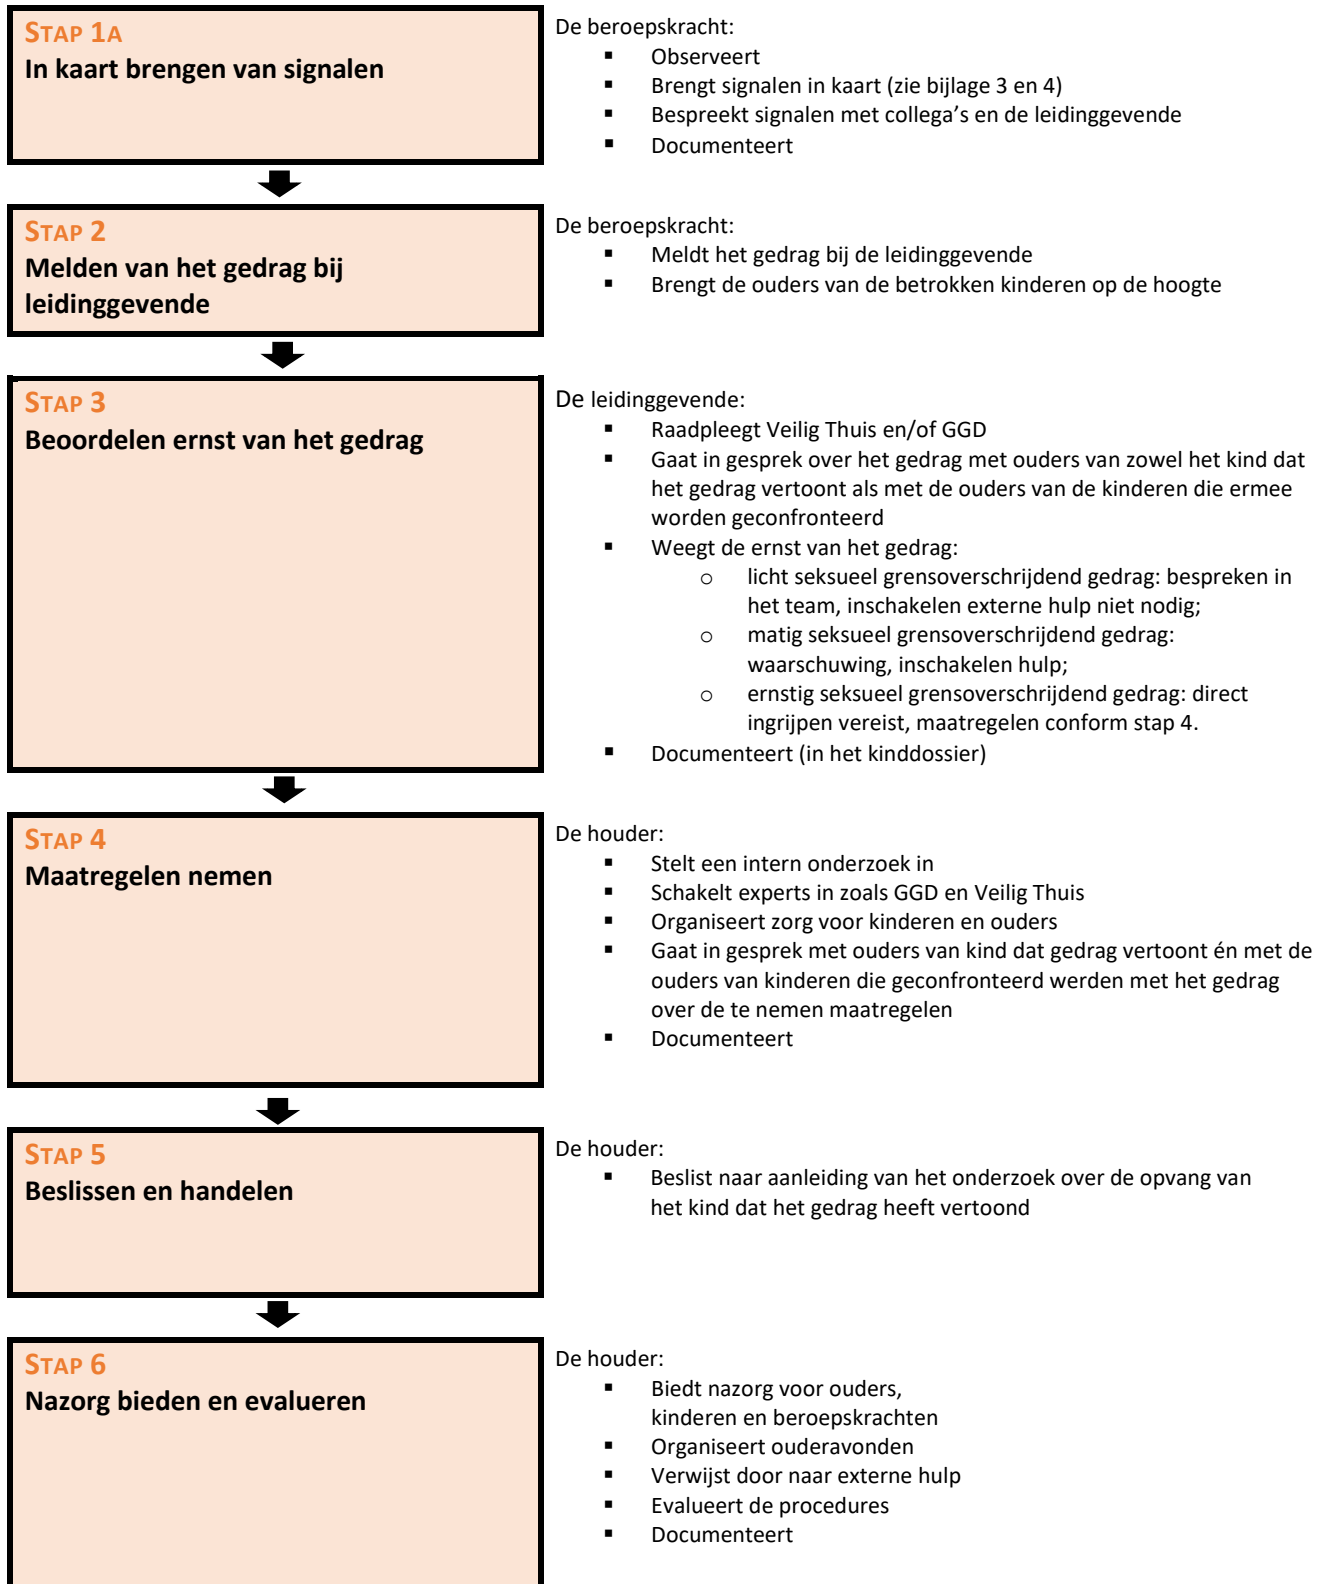 STAP 1A
In kaart brengen van signalen
De beroepskracht:
▪ Observeert
▪ Brengt signalen in kaart (zie bijlage 3 en 4)
▪ Bespreekt signalen met collega’s en de leidinggevende
▪ Documenteert
STAP 2
Melden van het gedrag bij
leidinggevende
De beroepskracht:
▪ Meldt het gedrag bij de leidinggevende
▪ Brengt de ouders van de betrokken kinderen op de hoogte
STAP 3
Beoordelen ernst van het gedrag
De leidinggevende:
▪ Raadpleegt Veilig Thuis en/of GGD
▪ Gaat in gesprek over het gedrag met ouders van zowel het kind dat
het gedrag vertoont als met de ouders van de kinderen die ermee
worden geconfronteerd
▪ Weegt de ernst van het gedrag:
o licht seksueel grensoverschrijdend gedrag: bespreken in
het team, inschakelen externe hulp niet nodig;
o matig seksueel grensoverschrijdend gedrag:
waarschuwing, inschakelen hulp;
o ernstig seksueel grensoverschrijdend gedrag: direct
ingrijpen vereist, maatregelen conform stap 4.
▪ Documenteert (in het kinddossier)
STAP 4
Maatregelen nemen
De houder:
▪ Stelt een intern onderzoek in
▪ Schakelt experts in zoals GGD en Veilig Thuis
▪ Organiseert zorg voor kinderen en ouders
▪ Gaat in gesprek met ouders van kind dat gedrag vertoont én met de
ouders van kinderen die geconfronteerd werden met het gedrag
over de te nemen maatregelen
▪ Documenteert
STAP 5
Beslissen en handelen
De houder:
▪ Beslist naar aanleiding van het onderzoek over de opvang van
het kind dat het gedrag heeft vertoond
STAP 6
Nazorg bieden en evalueren
De houder:
▪ Biedt nazorg voor ouders,
kinderen en beroepskrachten
▪ Organiseert ouderavonden
▪ Verwijst door naar externe hulp
▪ Evalueert de procedures
▪ Documenteert